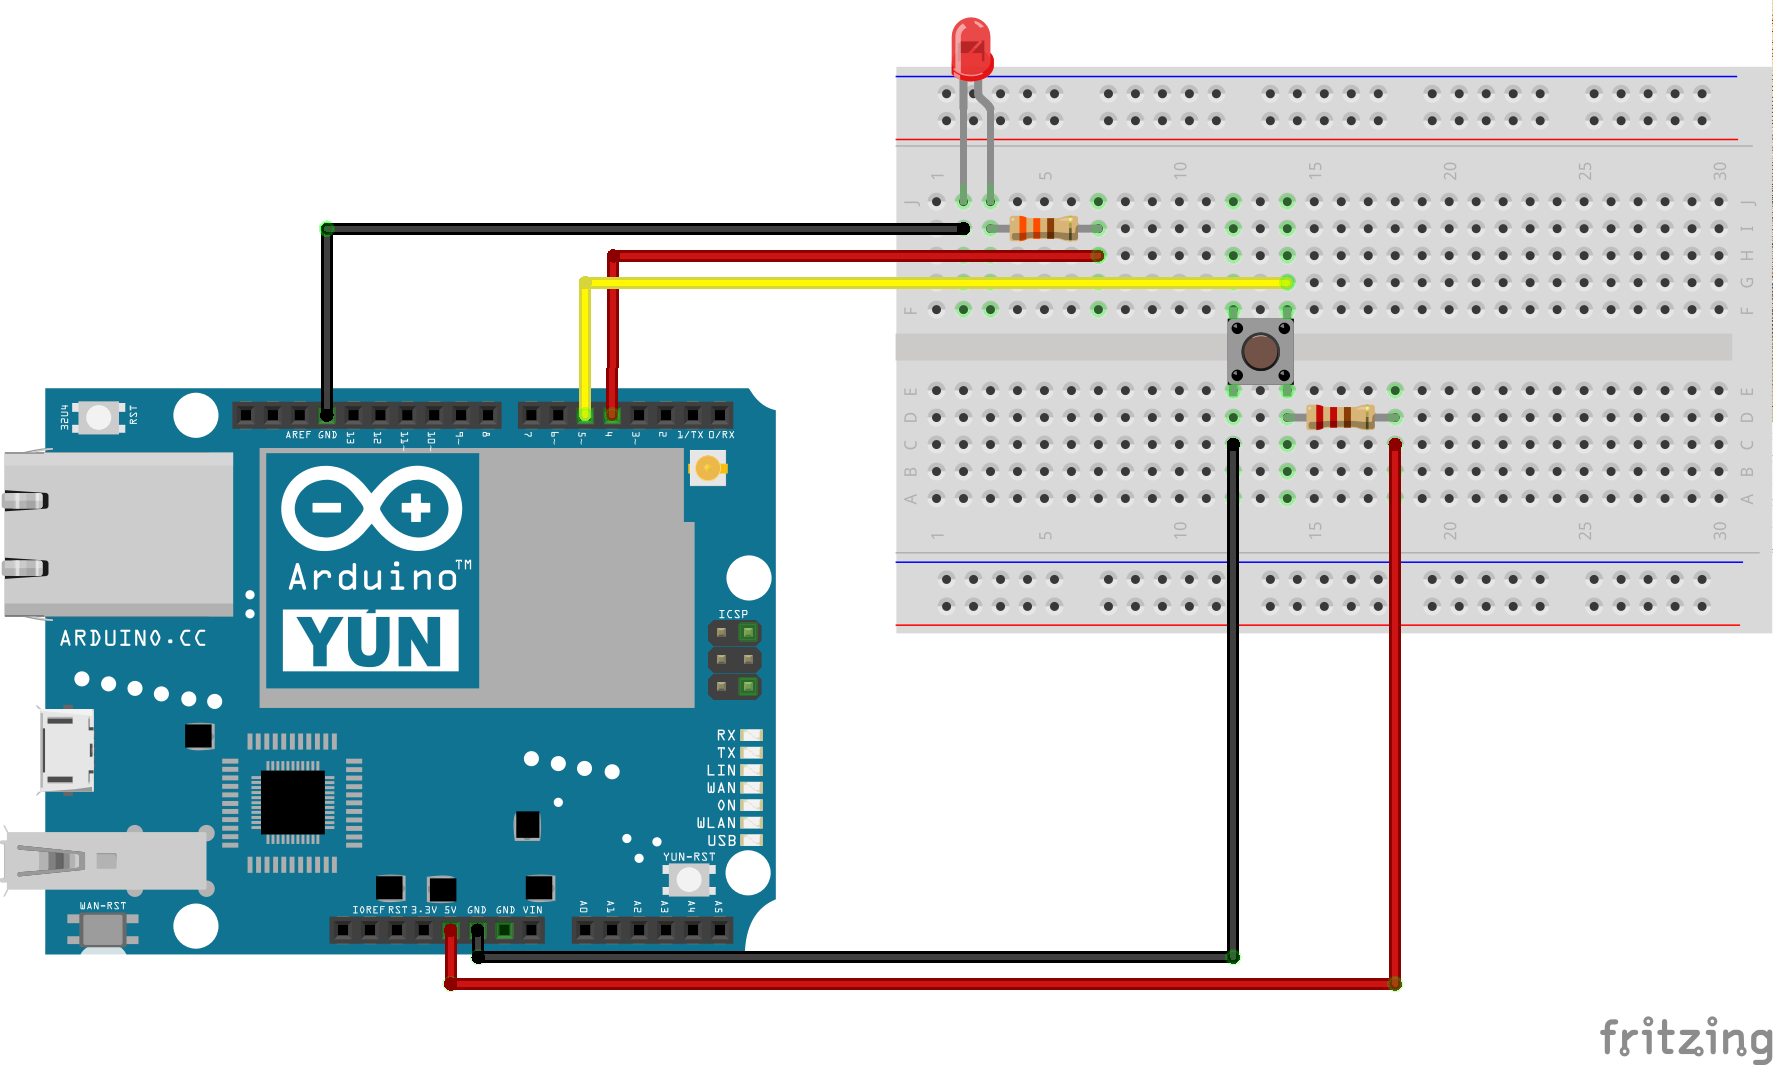 1 5 10 15 20 25 30
J J
I I
H H
G G
F F
32U4 RST
AREF GND 13 12 11~ 10~ 9~ 8 7 6~ 5~ 4 3~ 2 1/TX 0/RX
E E
D D
C C
B B
A A
1 5 10 15 20 25 30
Arduino™
YÚN
ICSP
ARDUINO.CC
RX
TX
LIN
WAN
ON
WLAN
USB
YUN-RST
WAN-RST
IOREF RST 3.3V 5V GND GND VIN A0 A1 A2 A3 A4 A5
fritzing